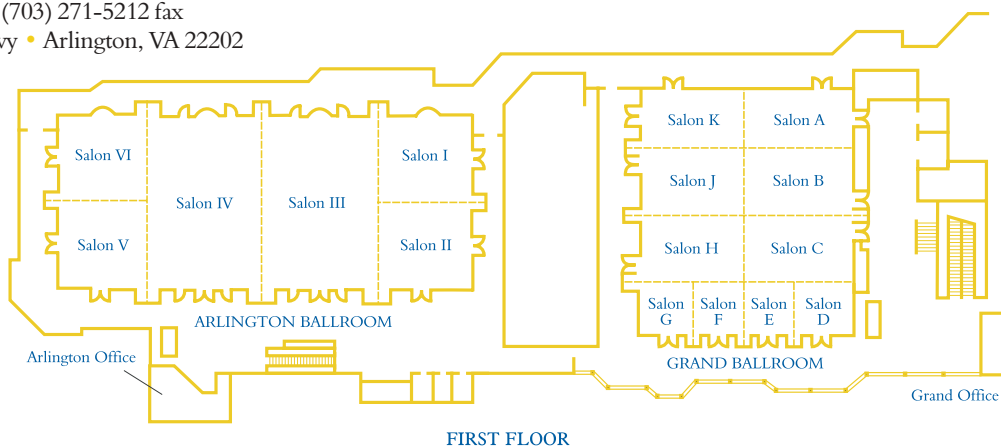 (703) 271-5212 fax
vy • Arlington, VA 22202
Salon K
Salon A
Salon VI
Salon I
Salon J
Salon B
Salon IV
Salon III
Salon V
Salon II
Salon H
Salon C
Salon
G
Salon
F
Salon
E
Salon
D
ARLINGTON BALLROOM
Arlington Office
GRAND BALLROOM
Grand Office
FIRST FLOOR